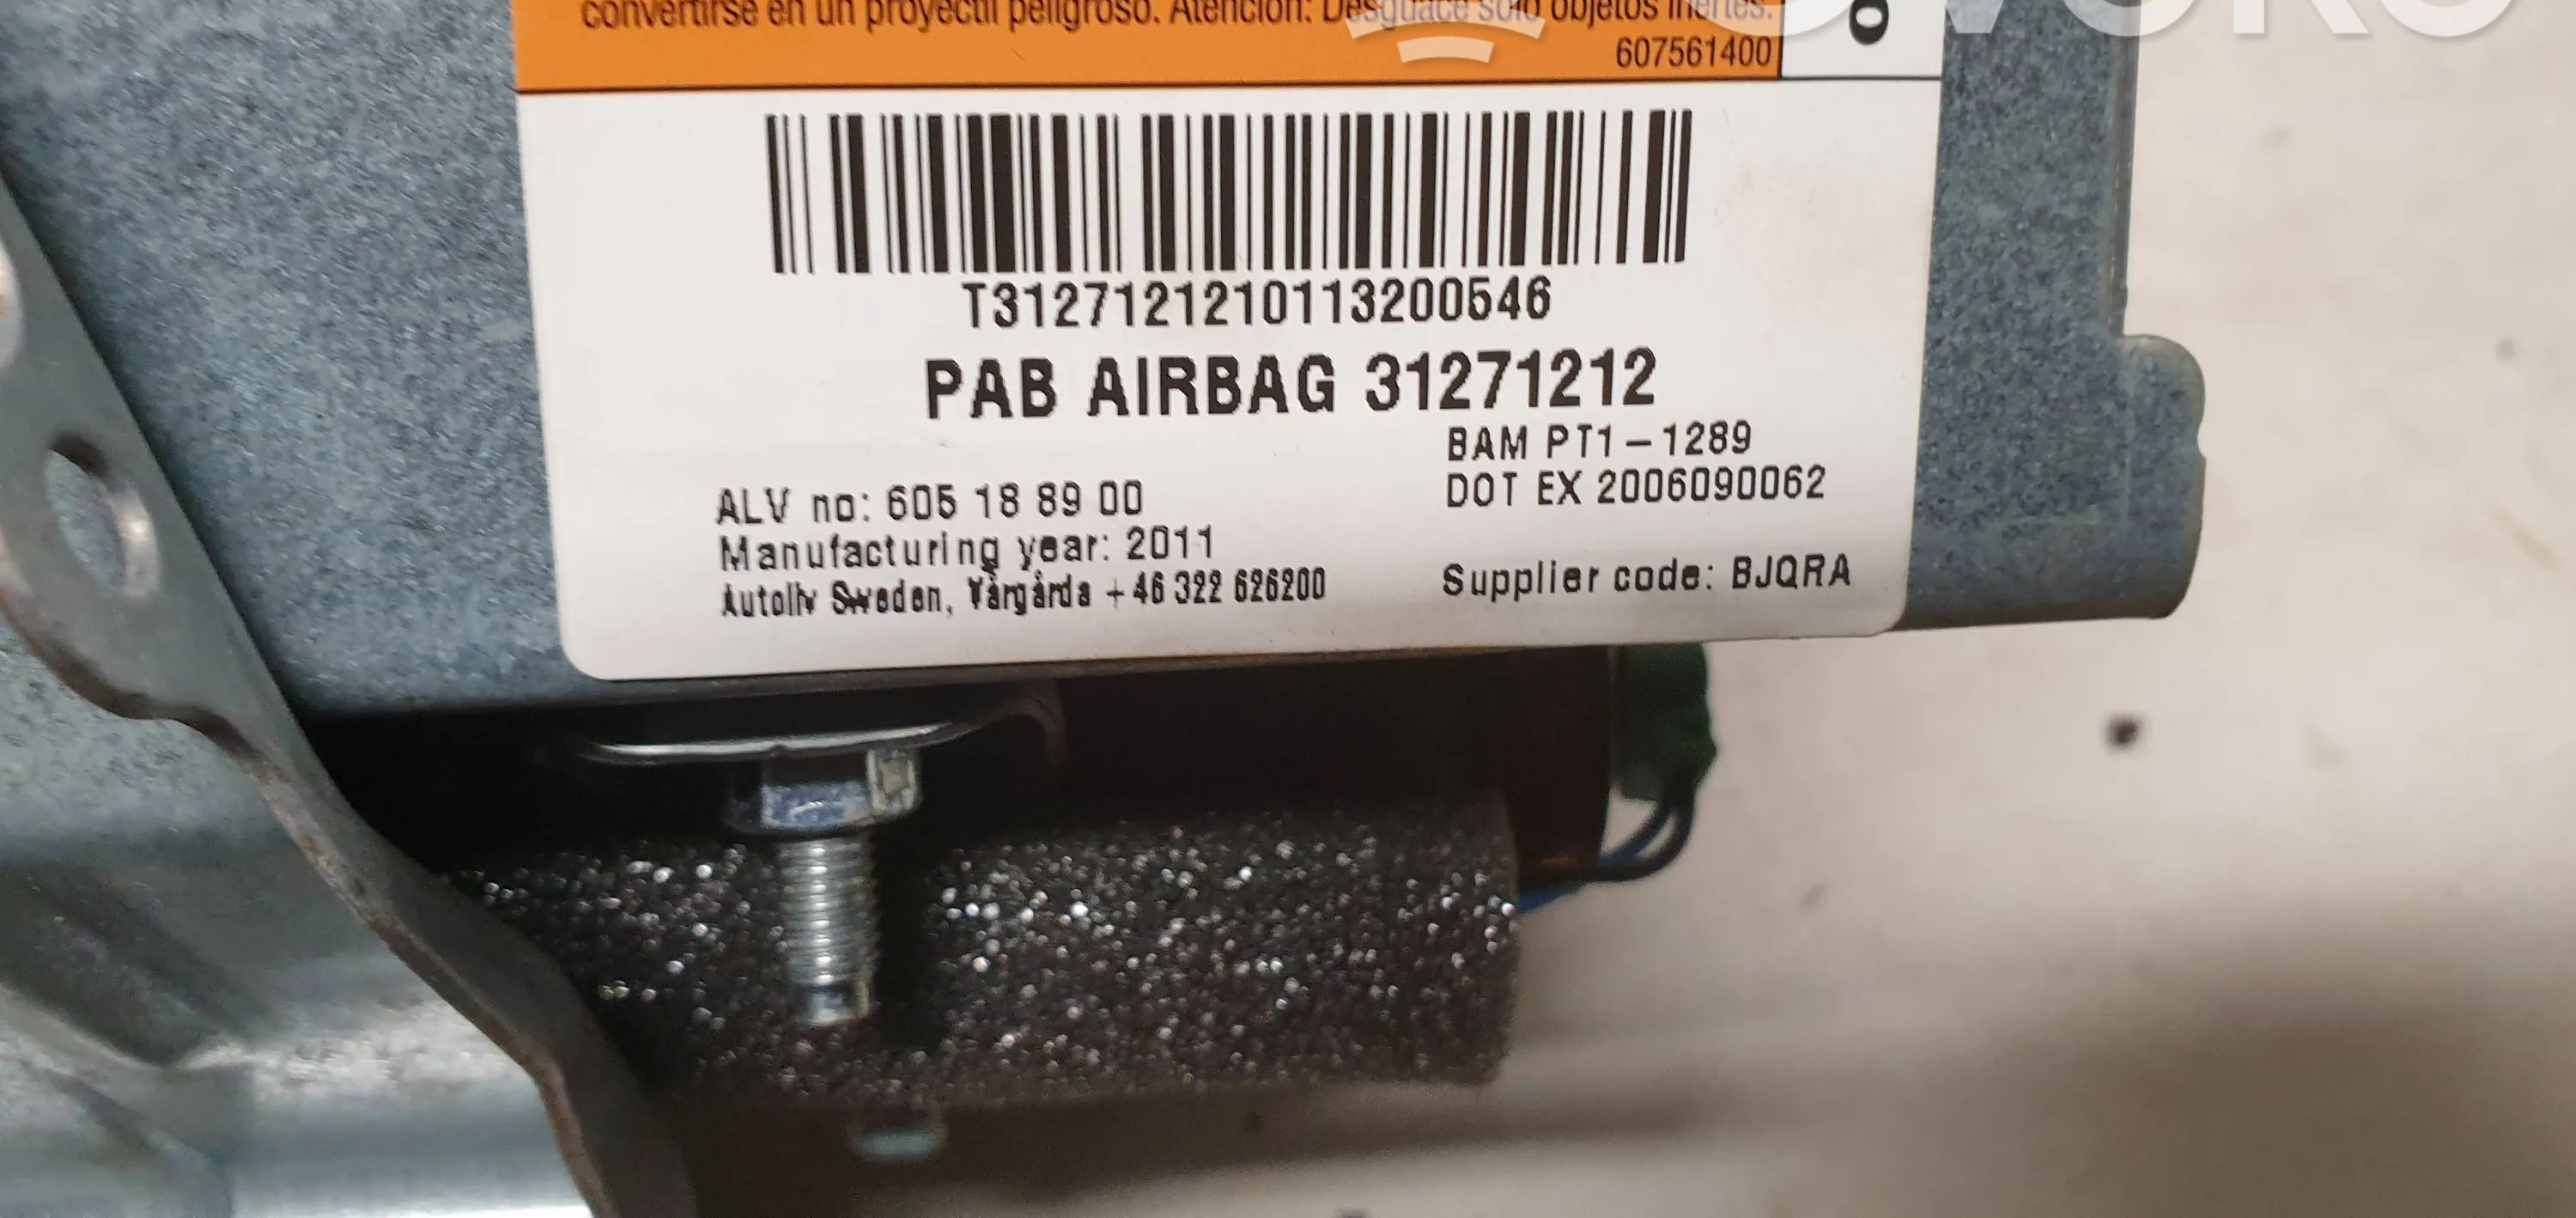 convertirse en un proyectil peligroso. Atención: Desguace solo objetos inertes.
607561400
OVOKO
0
T3127121210113200546
PAB AIRBAG 31271212
BAM PT1-1289
DOT EX 2006090062
ALV no: 605 18 89 00
Manufacturing year: 2011
Autoliv Sweden, Vårgårda +46 322 626200
Supplier code: BJQRA